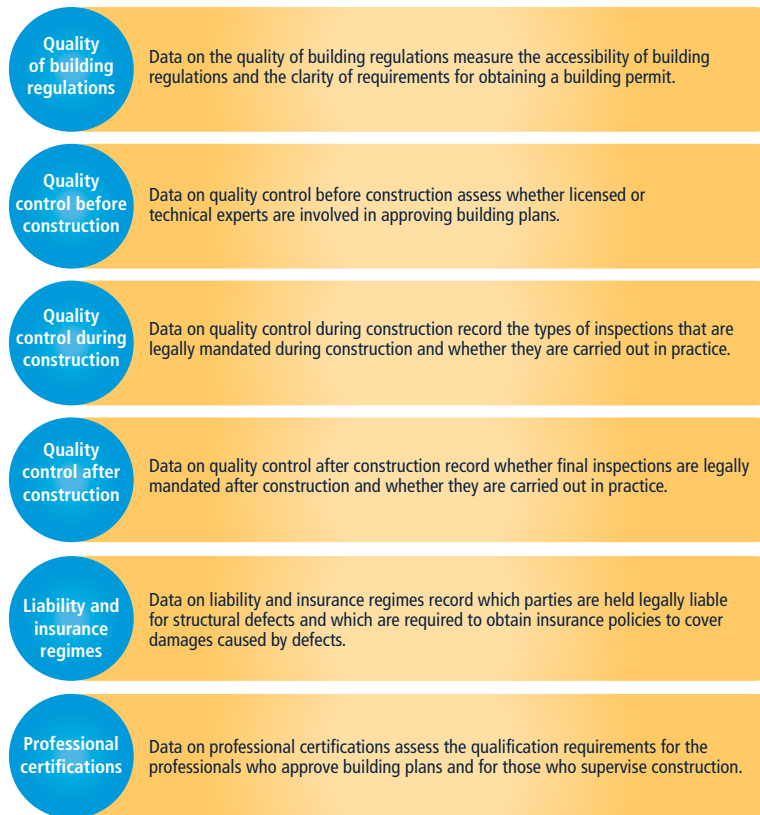 Quality
of building
regulations
Data on the quality of building regulations measure the accessibility of building
regulations and the clarity of requirements for obtaining a building permit.
Quality
control before
construction
Data on quality control before construction assess whether licensed or
technical experts are involved in approving building plans.
Quality
control during
construction
Data on quality control during construction record the types of inspections that are
legally mandated during construction and whether they are carried out in practice.
Quality
control after
construction
Data on quality control after construction record whether final inspections are legally
mandated after construction and whether they are carried out in practice.
Liability and
insurance
regimes
Data on liability and insurance regimes record which parties are held legally liable
for structural defects and which are required to obtain insurance policies to cover
damages caused by defects.
Professional
certifications
Data on professional certifications assess the qualification requirements for the
professionals who approve building plans and for those who supervise construction.